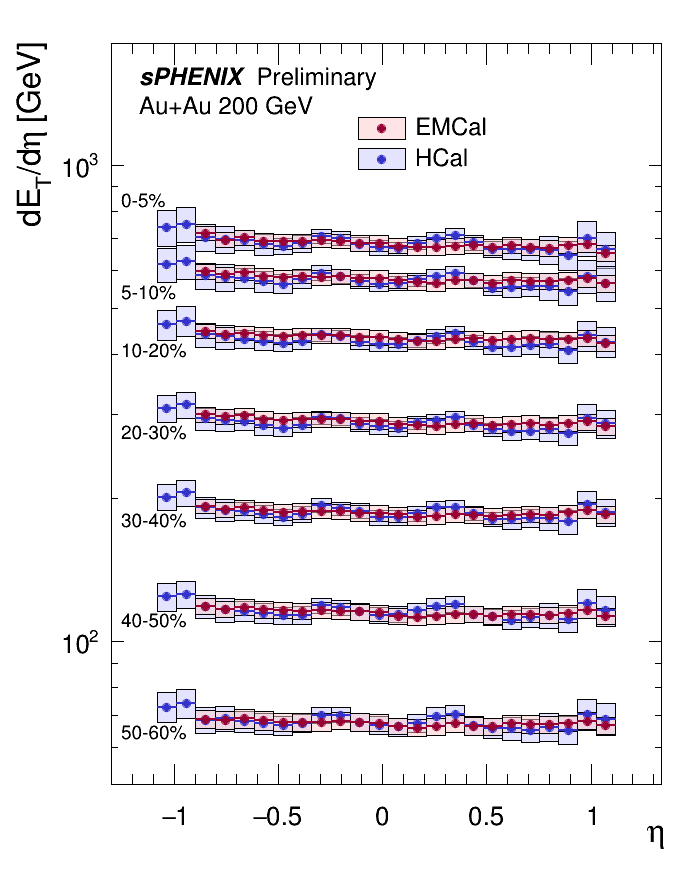 dE_T/dη [GeV]
sPHENIX Preliminary
Au+Au 200 GeV
EMCal
HCal
10^3
0-5%
5-10%
10-20%
20-30%
30-40%
40-50%
10^2
50-60%
−1 −0.5 0 0.5 1
η